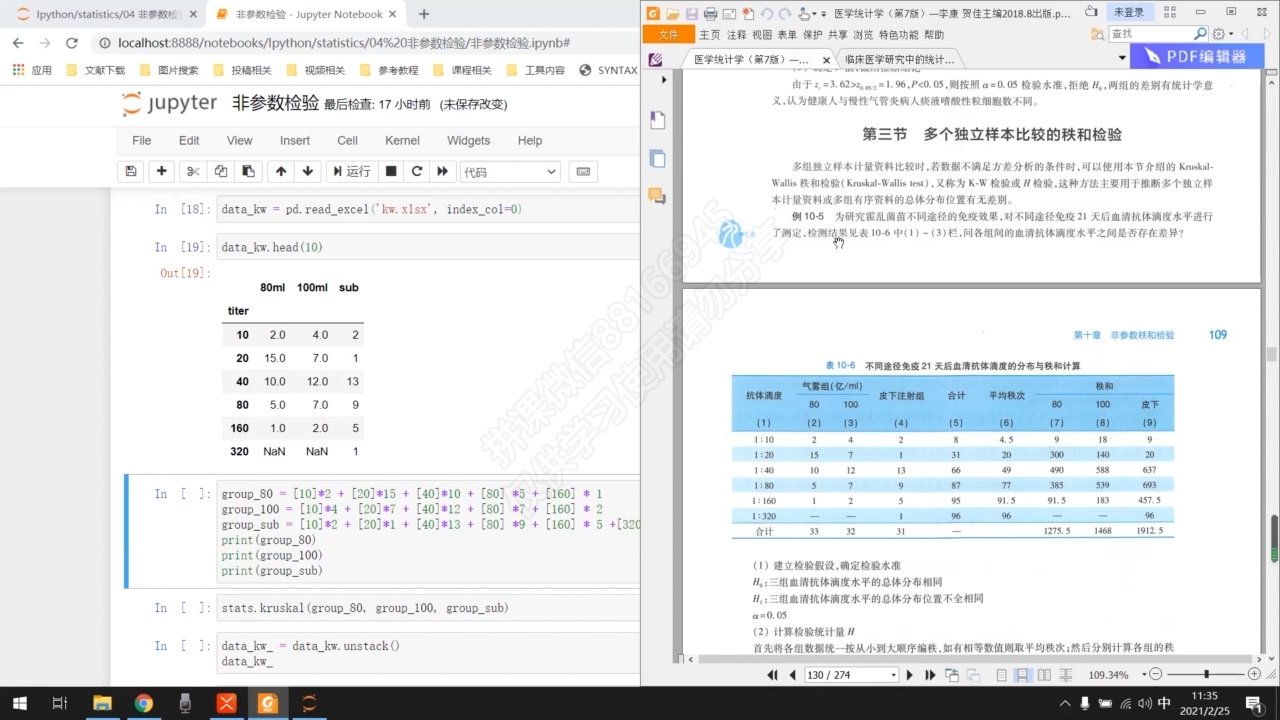 lpython/statistics/04 非参数检
非参数检验 - Jupyter Notebook
localhost:8888/notebooks/lpython/statistics/04%20非参数检验/非参数检验.ipynb#
应用 文献下载 图片搜索 投稿相关 视频相关 参考教程 课程相关 工具内容 SYNTAX
jupyter 非参数检验 最后检查: 17 小时前 (未保存改变)
File Edit View Insert Cell Kernel Widgets Help
运行 代码
In [18]: data_kw = pd.read_excel('kw.xlsx', index_col=0)
In [19]: data_kw.head(10)
Out[19]:
80ml 100ml sub
titer
10 2.0 4.0 2
20 15.0 7.0 1
40 10.0 12.0 13
80 5.0 7.0 9
160 1.0 2.0 5
320 NaN NaN 1
In [ ]: group_80 = [10]*2 + [20]*15 + [40]*10 + [80] *5 + [160] * 1
group_100 = [10]*4 + [20]*7 + [40]*12 + [80] *7 + [160] * 2
group_sub = [10]*2 + [20]*1 + [40]*13 + [80] *9 + [160] * 5 +[320
print(group_80)
print(group_100)
print(group_sub)
In [ ]: stats.kruskal(group_80, group_100, group_sub)
In [ ]: data_kw_ = data_kw.unstack()
data_kw_
医学统计学（第7版）—李康 贺佳主编2018.8出版.p...
未登录
文件 主页 注释 视图 表单 保护 共享 浏览 特色功能 帮助
查找
医学统计学（第7版）—...
临床医学研究中的统计...
PDF编辑器
由于 z꜀=3.62>z₀.₀₅/₂=1.96,P<0.05,则按照 α=0.05 检验水准,拒绝 H₀,两组的差别有统计学意
义,认为健康人与慢性气管炎病人痰液嗜酸性粒细胞数不同。
第三节 多个独立样本比较的秩和检验
多组独立样本计量资料比较时,若数据不满足方差分析的条件时,可以使用本节介绍的 Kruskal-
Wallis 秩和检验(Kruskal-Wallis test),又称为 K-W 检验或 H 检验,这种方法主要用于推断多个独立样
本计量资料或多组有序资料的总体分布位置有无差别。
例 10-5 为研究霍乱菌苗不同途径的免疫效果,对不同途径免疫 21 天后血清抗体滴度水平进行
了测定,检测结果见表 10-6 中(1)~(3)栏,问各组间的血清抗体滴度水平之间是否存在差异?
第十章 非参数秩和检验 109
表 10-6 不同途径免疫 21 天后血清抗体滴度的分布与秩和计算
抗体滴度 气雾组(亿/ml) 皮下注射组 合计 平均秩次 秩和
80 100 80 100 皮下
(1) (2) (3) (4) (5) (6) (7) (8) (9)
1:10 2 4 2 8 4.5 9 18 9
1:20 15 7 1 31 20 300 140 20
1:40 10 12 13 66 49 490 588 637
1:80 5 7 9 87 77 385 539 693
1:160 1 2 5 95 91.5 91.5 183 457.5
1:320 — — 1 96 96 — — 96
合计 33 32 31 — 1275.5 1468 1912.5
(1) 建立检验假设,确定检验水准
H₀:三组血清抗体滴度水平的总体分布相同
H₁:三组血清抗体滴度水平的总体分布位置不全相同
α=0.05
(2) 计算检验统计量 H
首先将各组数据统一按从小到大顺序编秩,如有相等数值则取平均秩次;然后分别计算各组的秩
130 / 274
109.34%
中
11:35
2021/2/25
拼课微信88166945
仅供学习使用请勿分享